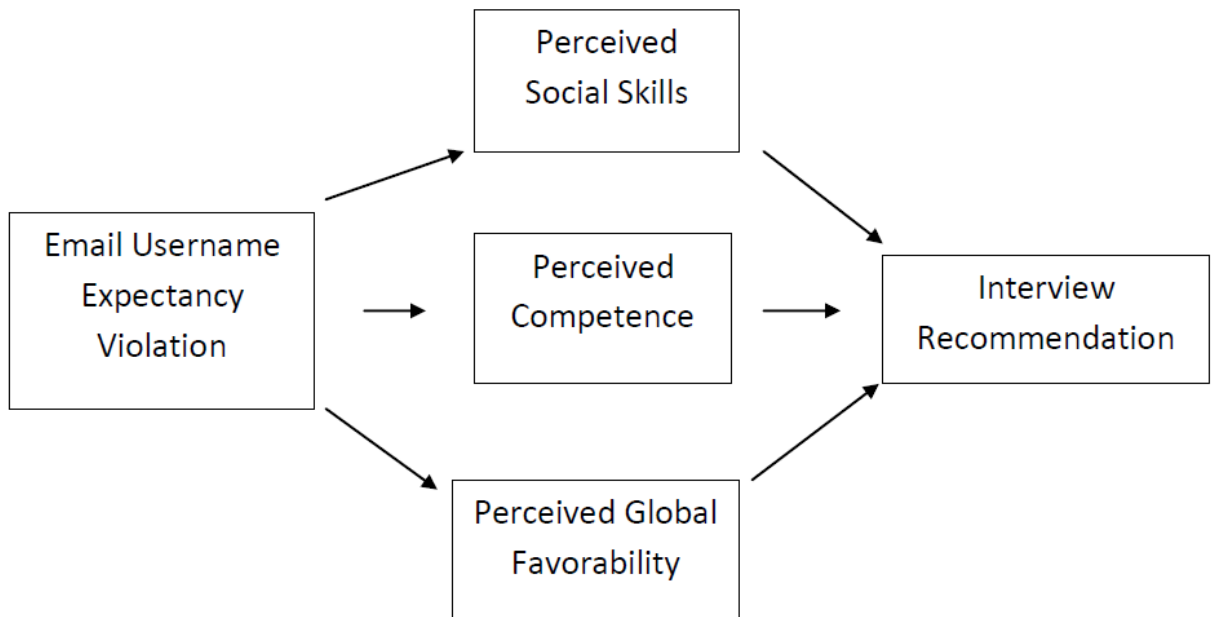 Perceived
Social Skills
Email Username
Expectancy
Violation
Perceived
Competence
Interview
Recommendation
Perceived Global
Favorability